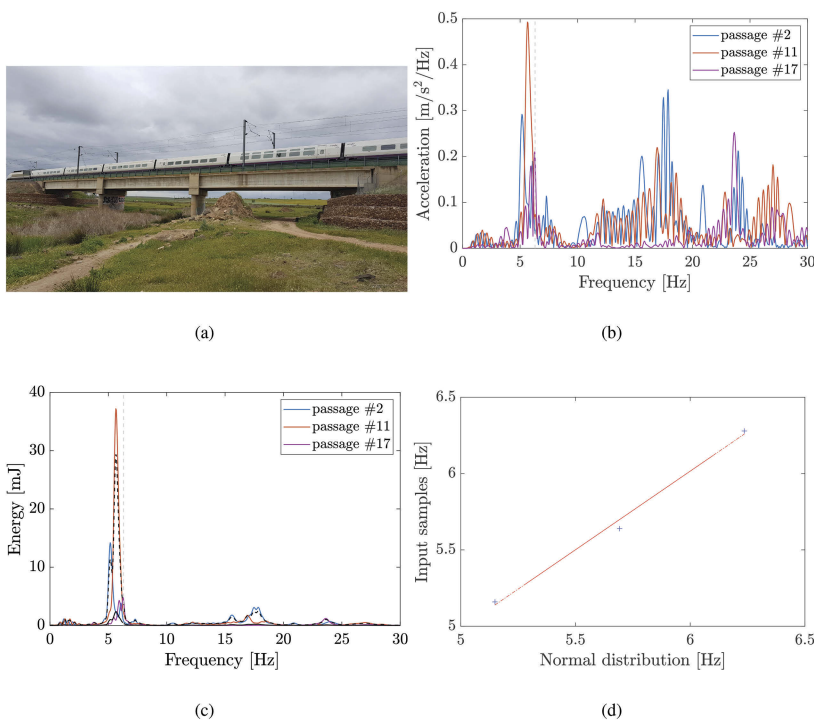 0.5
0.4
0.3
0.2
0.1
0
Acceleration [m/s²/Hz]
passage #2
passage #11
passage #17
0 5 10 15 20 25 30
Frequency [Hz]
(a)
(b)
40
30
20
10
0
Energy [mJ]
passage #2
passage #11
passage #17
0 5 10 15 20 25 30
Frequency [Hz]
6.5
6
5.5
5
Input samples [Hz]
5 5.5 6 6.5
Normal distribution [Hz]
(c)
(d)